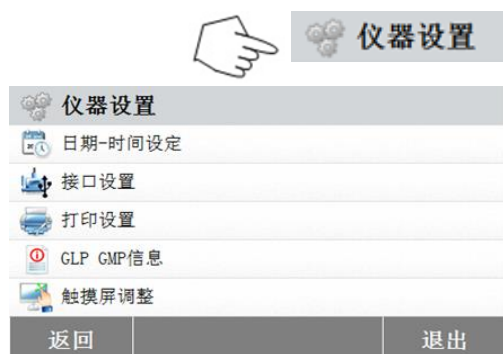 仪器设置
仪器设置
日期-时间设定
接口设置
打印设置
GLP GMP信息
触摸屏调整
返回 退出